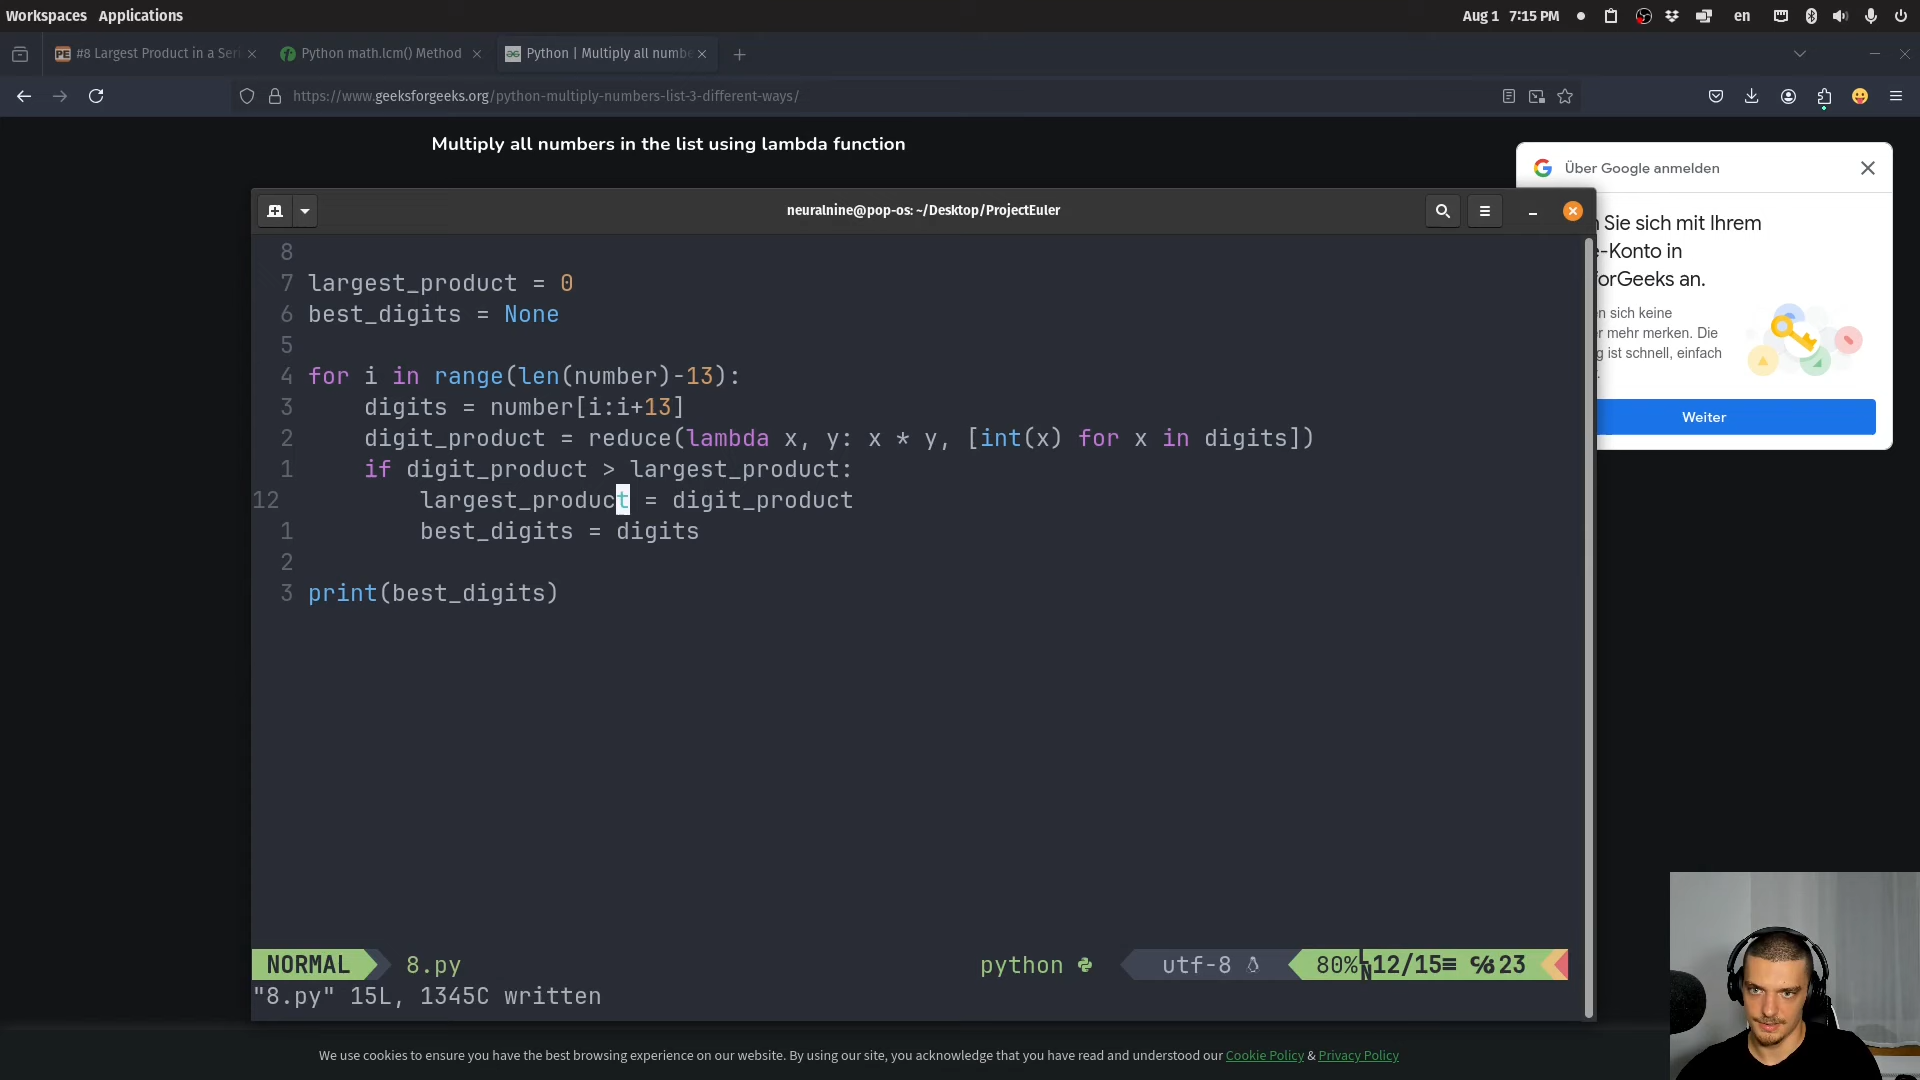 Workspaces Applications
Aug 1 7:15 PM
en
#8 Largest Product in a Seri
Python math.lcm() Method
Python | Multiply all numbe
https://www.geeksforgeeks.org/python-multiply-numbers-list-3-different-ways/
Multiply all numbers in the list using lambda function
Über Google anmelden
Sie sich mit Ihrem
e-Konto in
forGeeks an.
en sich keine
er mehr merken. Die
ist schnell, einfach
Weiter
neuralnine@pop-os: ~/Desktop/ProjectEuler
8
7 largest_product = 0
6 best_digits = None
5
4 for i in range(len(number)-13):
3 digits = number[i:i+13]
2 digit_product = reduce(lambda x, y: x * y, [int(x) for x in digits])
1 if digit_product > largest_product:
12 largest_product = digit_product
1 best_digits = digits
2
3 print(best_digits)
NORMAL 8.py python utf-8 80% 12/15≡ ℅23
"8.py" 15L, 1345C written
We use cookies to ensure you have the best browsing experience on our website. By using our site, you acknowledge that you have read and understood our Cookie Policy & Privacy Policy